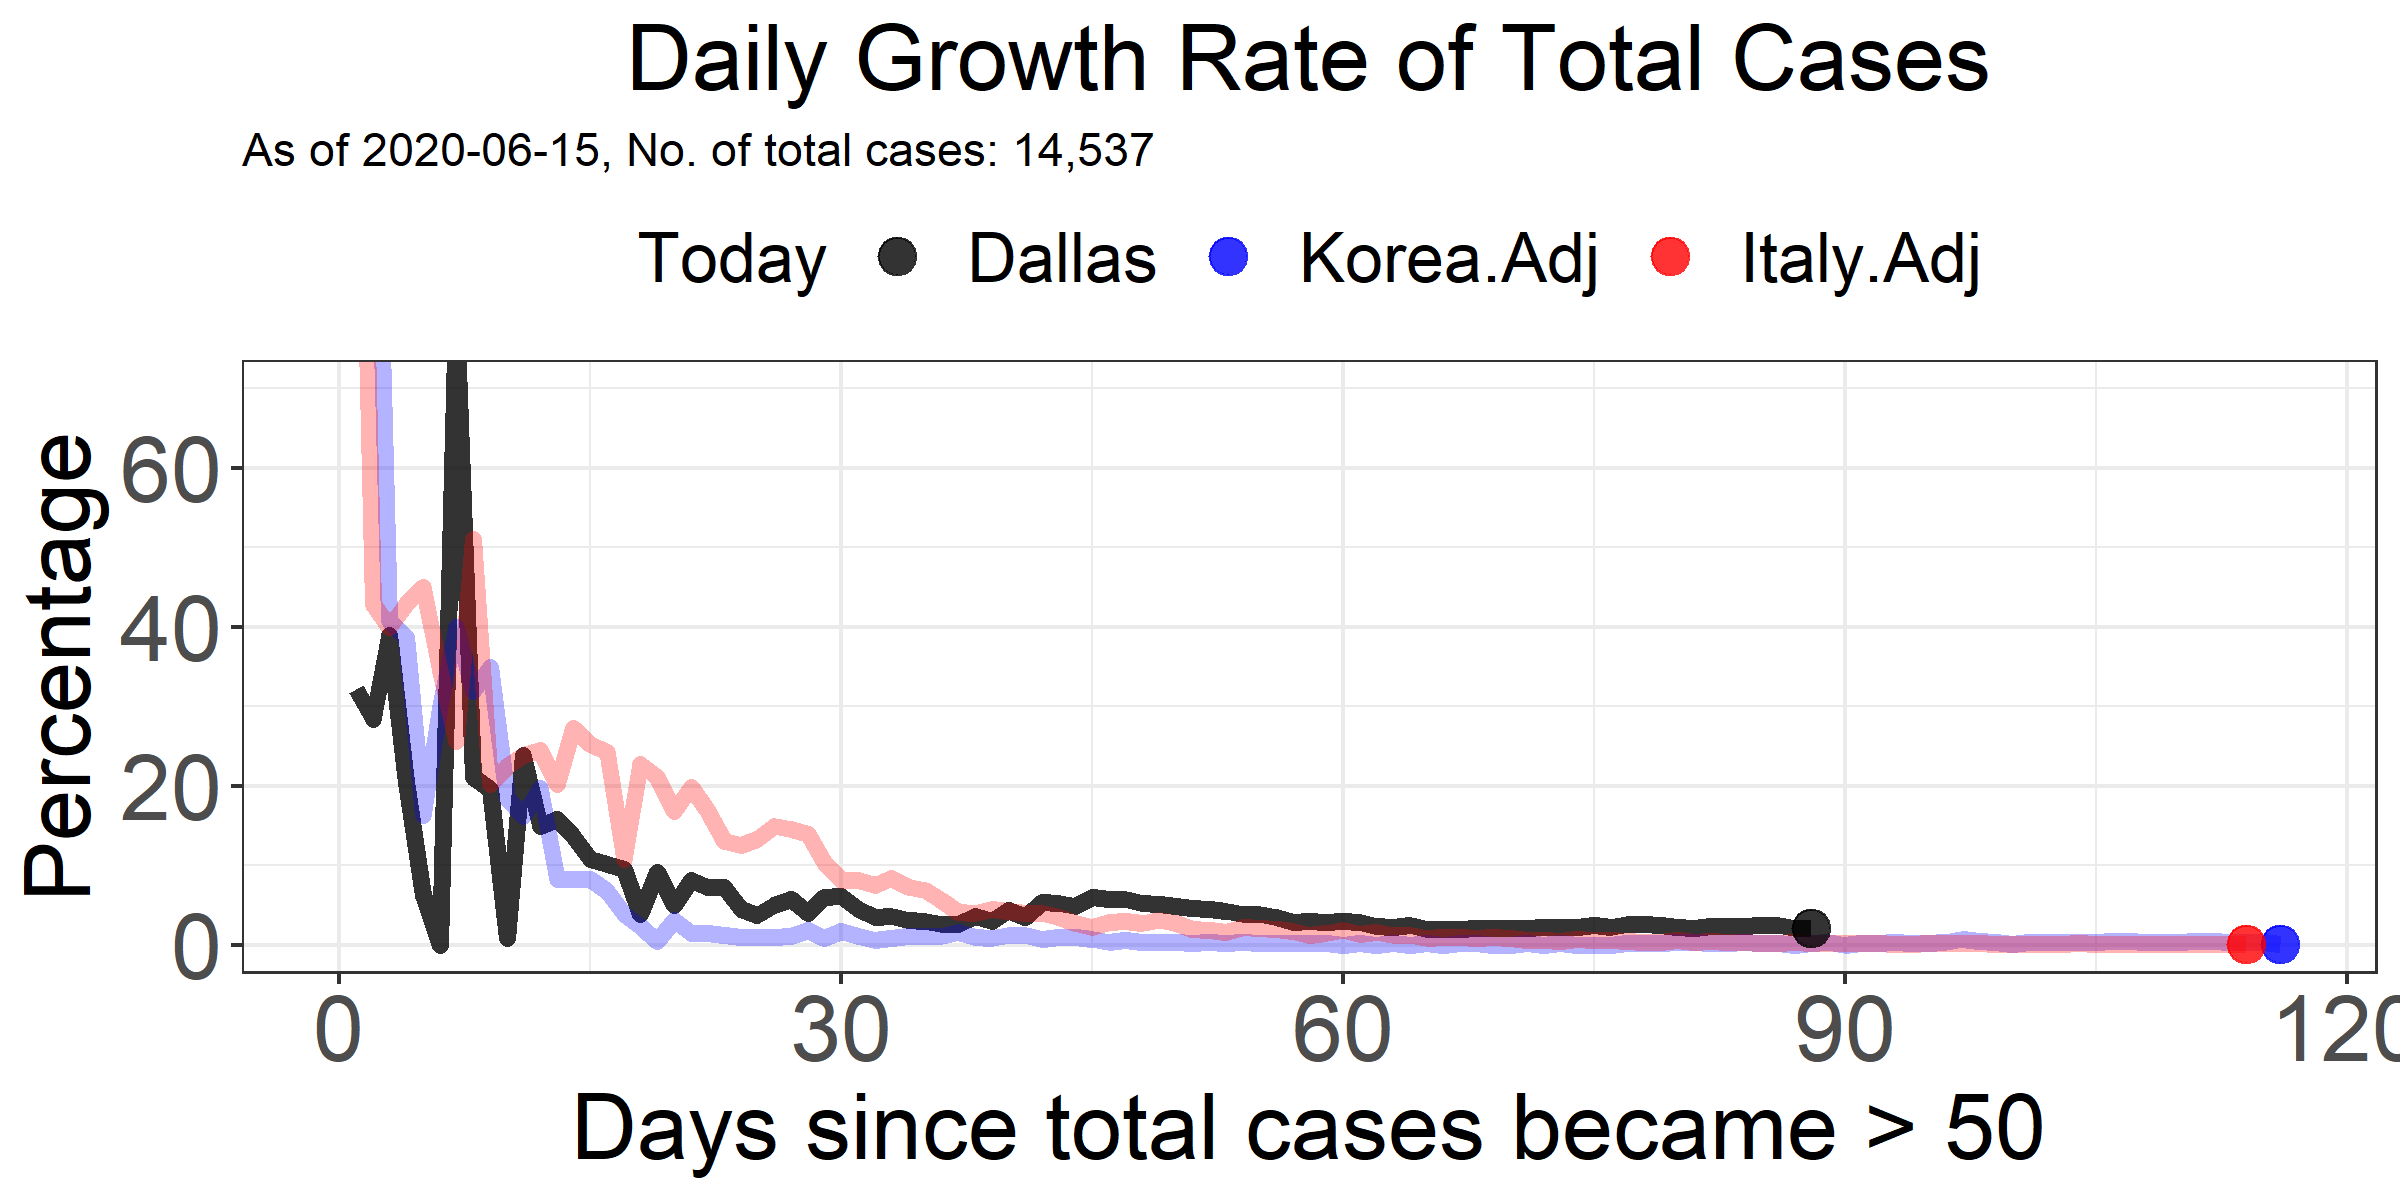 Daily Growth Rate of Total Cases
As of 2020-06-15, No. of total cases: 14,537
Today Dallas Korea.Adj Italy.Adj
Percentage
60
40
20
0
0 30 60 90 120
Days since total cases became > 50